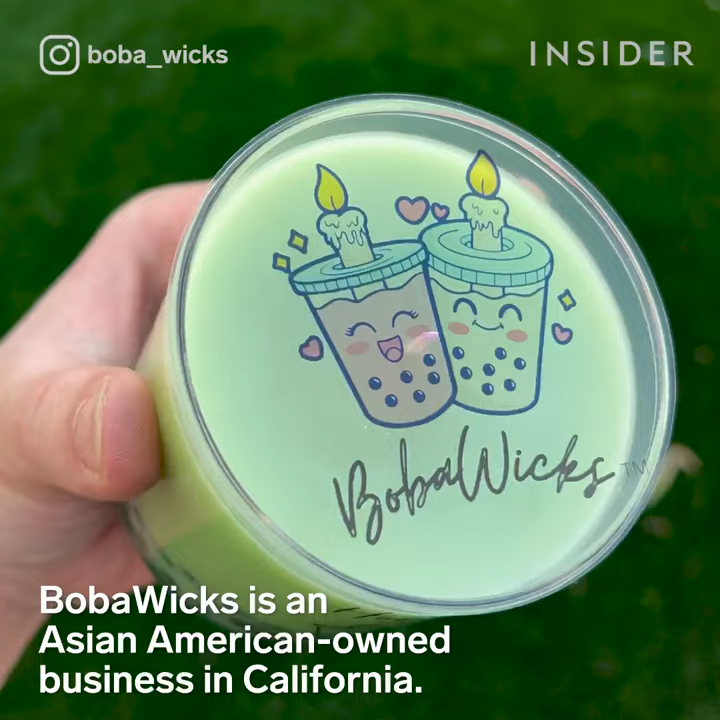 boba_wicks
INSIDER
BobaWicks™
BobaWicks is an
Asian American-owned
business in California.